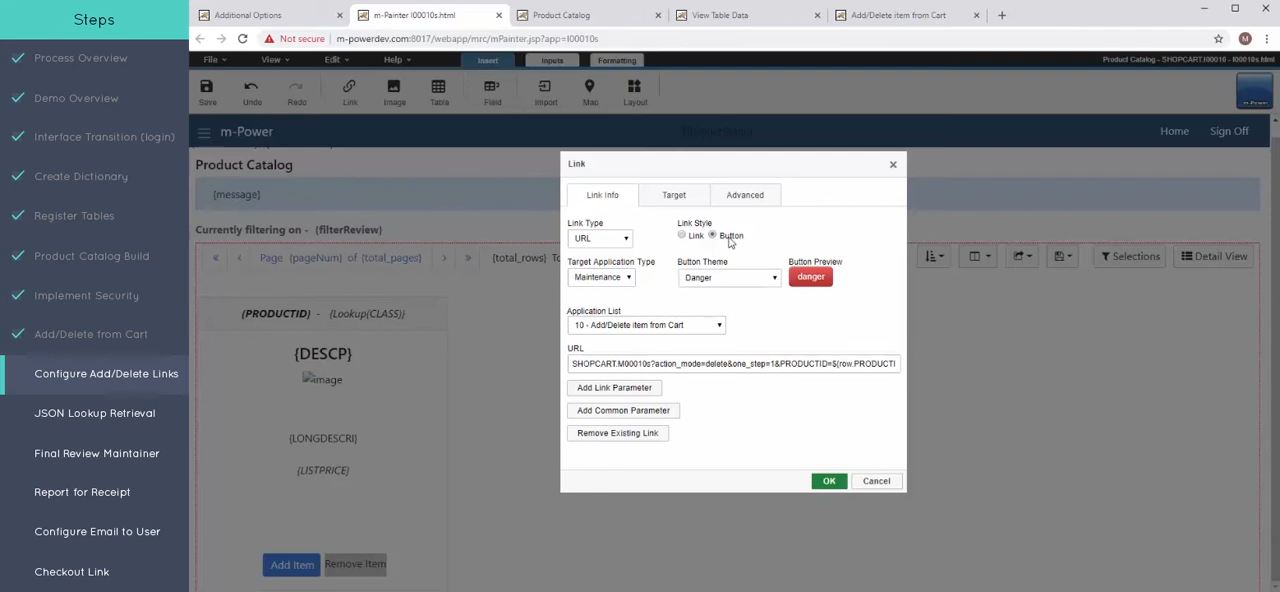 Steps
Process Overview
Demo Overview
Interface Transition (login)
Create Dictionary
Register Tables
Product Catalog Build
Implement Security
Add/Delete from Cart
Configure Add/Delete Links
JSON Lookup Retrieval
Final Review Maintainer
Report for Receipt
Configure Email to User
Checkout Link
Additional Options
m-Painter I00010s.html
Product Catalog
View Table Data
Add/Delete item from Cart
Not secure
m-powerdev.com:8017/webapp/mrc/mPainter.jsp?app=I00010s
M
File
View
Edit
Help
Insert
Inputs
Formatting
Product Catalog - SHOPCART.I00010 - I00010s.html
Save
Undo
Redo
Link
Image
Table
Field
Import
Map
Layout
m-Power
m-Power
Home
Sign Off
Product Catalog
{message}
Currently filtering on - {filterReview}
Page {pageNum} of {total_pages}
{total_rows} To
Selections
Detail View
{PRODUCTID} - {Lookup(CLASS)}
{DESCP}
image
{LONGDESCRI}
{LISTPRICE}
Add Item
Remove Item
Link
Link Info
Target
Advanced
Link Type
Link Style
URL
Link
Button
Target Application Type
Button Theme
Button Preview
Maintenance
Danger
danger
Application List
10 - Add/Delete item from Cart
URL
SHOPCART.M00010s?action_mode=delete&one_step=1&PRODUCTID=${row.PRODUCTI
Add Link Parameter
Add Common Parameter
Remove Existing Link
OK
Cancel